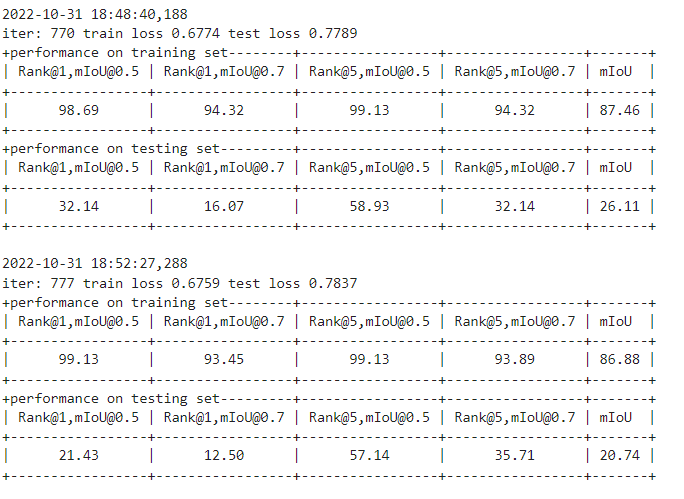 2022-10-31 18:48:40,188
iter: 770 train loss 0.6774 test loss 0.7789
+performance on training set--------+-----------------+-----------------+-------+
| Rank@1,mIoU@0.5 | Rank@1,mIoU@0.7 | Rank@5,mIoU@0.5 | Rank@5,mIoU@0.7 | mIoU  |
+-----------------+-----------------+-----------------+-----------------+-------+
|      98.69      |      94.32      |      99.13      |      94.32      | 87.46 |
+-----------------+-----------------+-----------------+-----------------+-------+
+performance on testing set---------+-----------------+-----------------+-------+
| Rank@1,mIoU@0.5 | Rank@1,mIoU@0.7 | Rank@5,mIoU@0.5 | Rank@5,mIoU@0.7 | mIoU  |
+-----------------+-----------------+-----------------+-----------------+-------+
|      32.14      |      16.07      |      58.93      |      32.14      | 26.11 |
+-----------------+-----------------+-----------------+-----------------+-------+
2022-10-31 18:52:27,288
iter: 777 train loss 0.6759 test loss 0.7837
+performance on training set--------+-----------------+-----------------+-------+
| Rank@1,mIoU@0.5 | Rank@1,mIoU@0.7 | Rank@5,mIoU@0.5 | Rank@5,mIoU@0.7 | mIoU  |
+-----------------+-----------------+-----------------+-----------------+-------+
|      99.13      |      93.45      |      99.13      |      93.89      | 86.88 |
+-----------------+-----------------+-----------------+-----------------+-------+
+performance on testing set---------+-----------------+-----------------+-------+
| Rank@1,mIoU@0.5 | Rank@1,mIoU@0.7 | Rank@5,mIoU@0.5 | Rank@5,mIoU@0.7 | mIoU  |
+-----------------+-----------------+-----------------+-----------------+-------+
|      21.43      |      12.50      |      57.14      |      35.71      | 20.74 |
+-----------------+-----------------+-----------------+-----------------+-------+